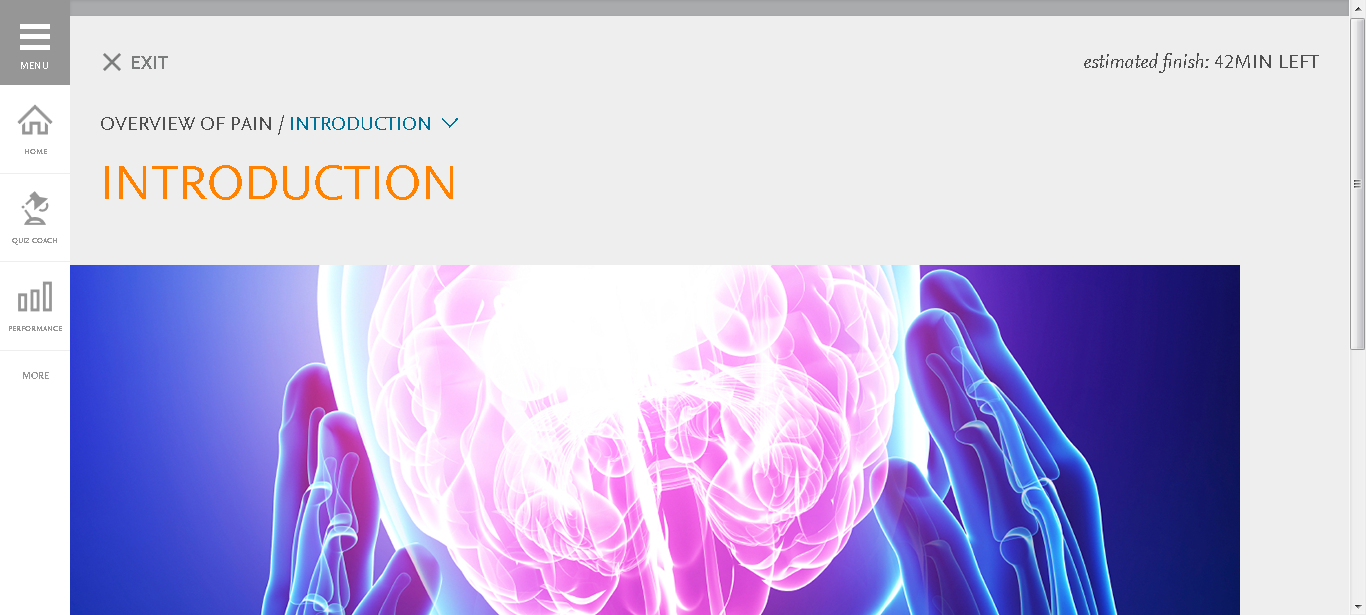 MENU
EXIT
estimated finish: 42MIN LEFT
HOME
OVERVIEW OF PAIN / INTRODUCTION
INTRODUCTION
QUIZ COACH
PERFORMANCE
MORE